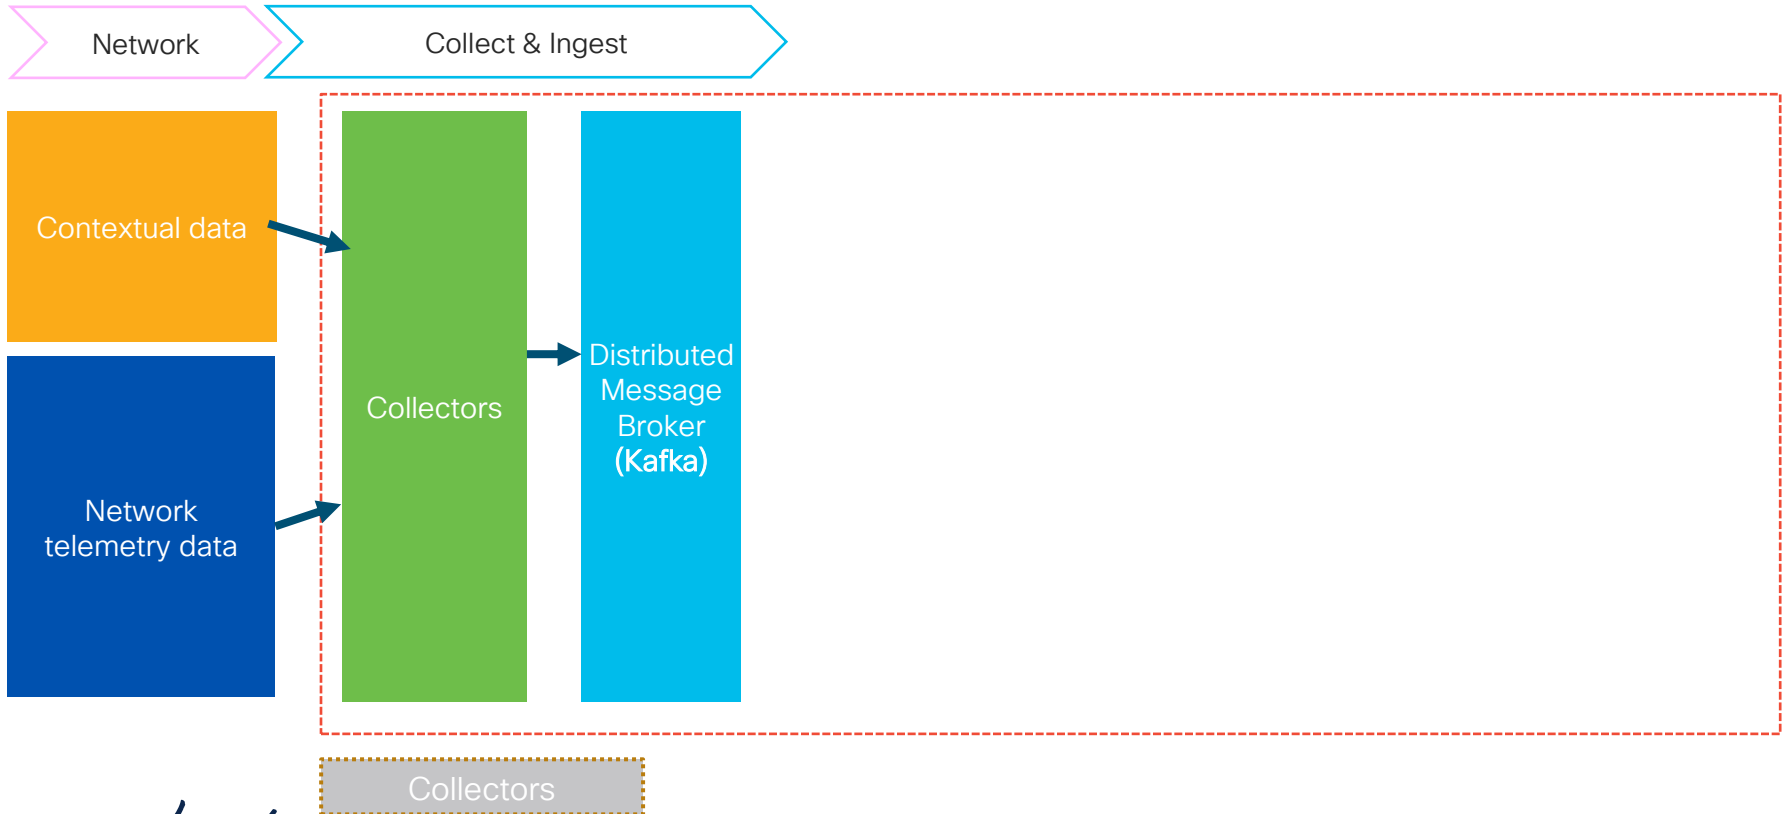 Network
Collect & Ingest
Contextual data
Network
telemetry data
Collectors
Distributed
Message
Broker
(Kafka)
Collectors